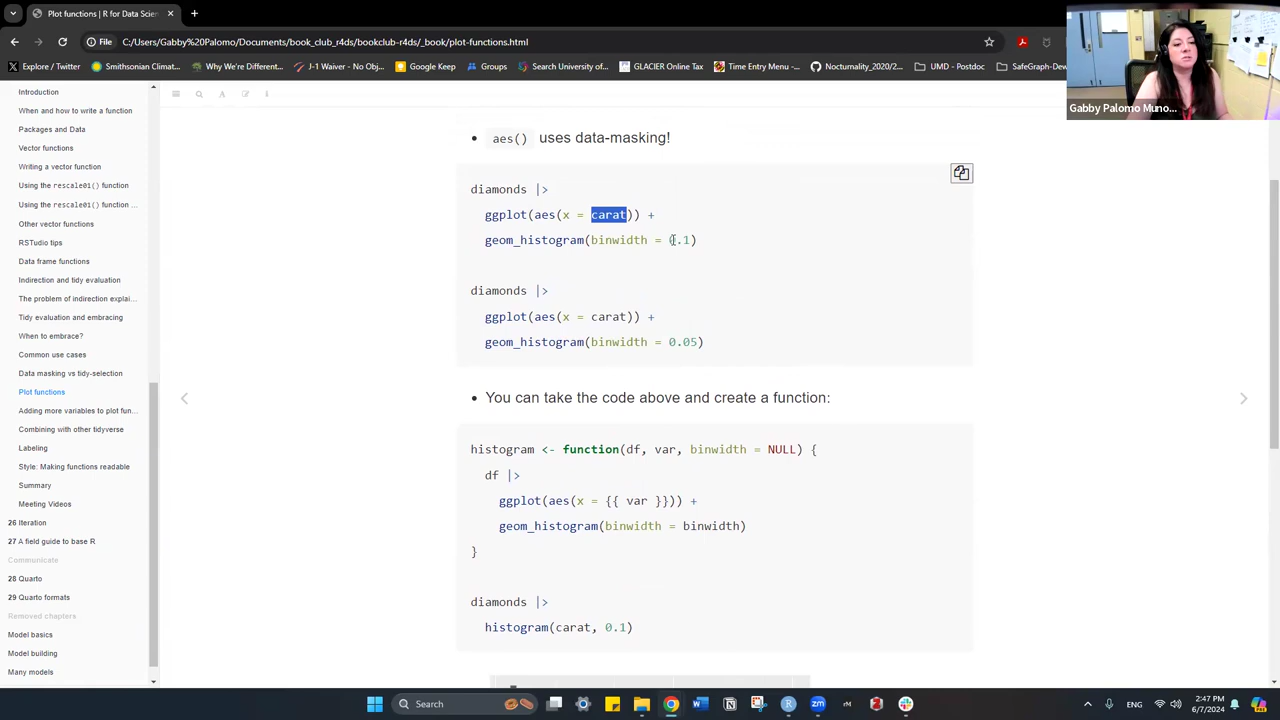 Plot functions | R for Data Scien
File
C:/Users/Gabby%20Palomo/Documents/book_club_r4ds/bookclub-r4ds/_book/plot-functions.html
Explore / Twitter
Smithsonian Climat...
Why We're Different...
J-1 Waiver - No Obj...
Google Keep
Portfolio
GLOBER Online Tax
Time Entry Menu -...
Nocturnality_2020-2...
UMD - Postdoc
SafeGraph-Dewe
Gabby Palomo Muno...
Introduction
When and how to write a function
Packages and Data
Vector functions
Writing a vector function
Using the rescale01() function
Using the rescale01() function ...
Other vector functions
RSTudio tips
Data frame functions
Indirection and tidy evaluation
The problem of indirection explai...
Tidy evaluation and embracing
When to embrace?
Common use cases
Data masking vs tidy-selection
Plot functions
Adding more variables to plot fun...
Combining with other tidyverse
Labeling
Style: Making functions readable
Summary
Meeting Videos
26 Iteration
27 A field guide to base R
Communicate
28 Quarto
29 Quarto formats
Removed chapters
Model basics
Model building
Many models
• aes() uses data-masking!
diamonds |>
ggplot(aes(x = carat)) +
geom_histogram(binwidth = 0.1)
diamonds |>
ggplot(aes(x = carat)) +
geom_histogram(binwidth = 0.05)
• You can take the code above and create a function:
histogram <- function(df, var, binwidth = NULL) {
df |>
ggplot(aes(x = {{ var }})) +
geom_histogram(binwidth = binwidth)
}
diamonds |>
histogram(carat, 0.1)
Search
ENG
2:47 PM
6/7/2024